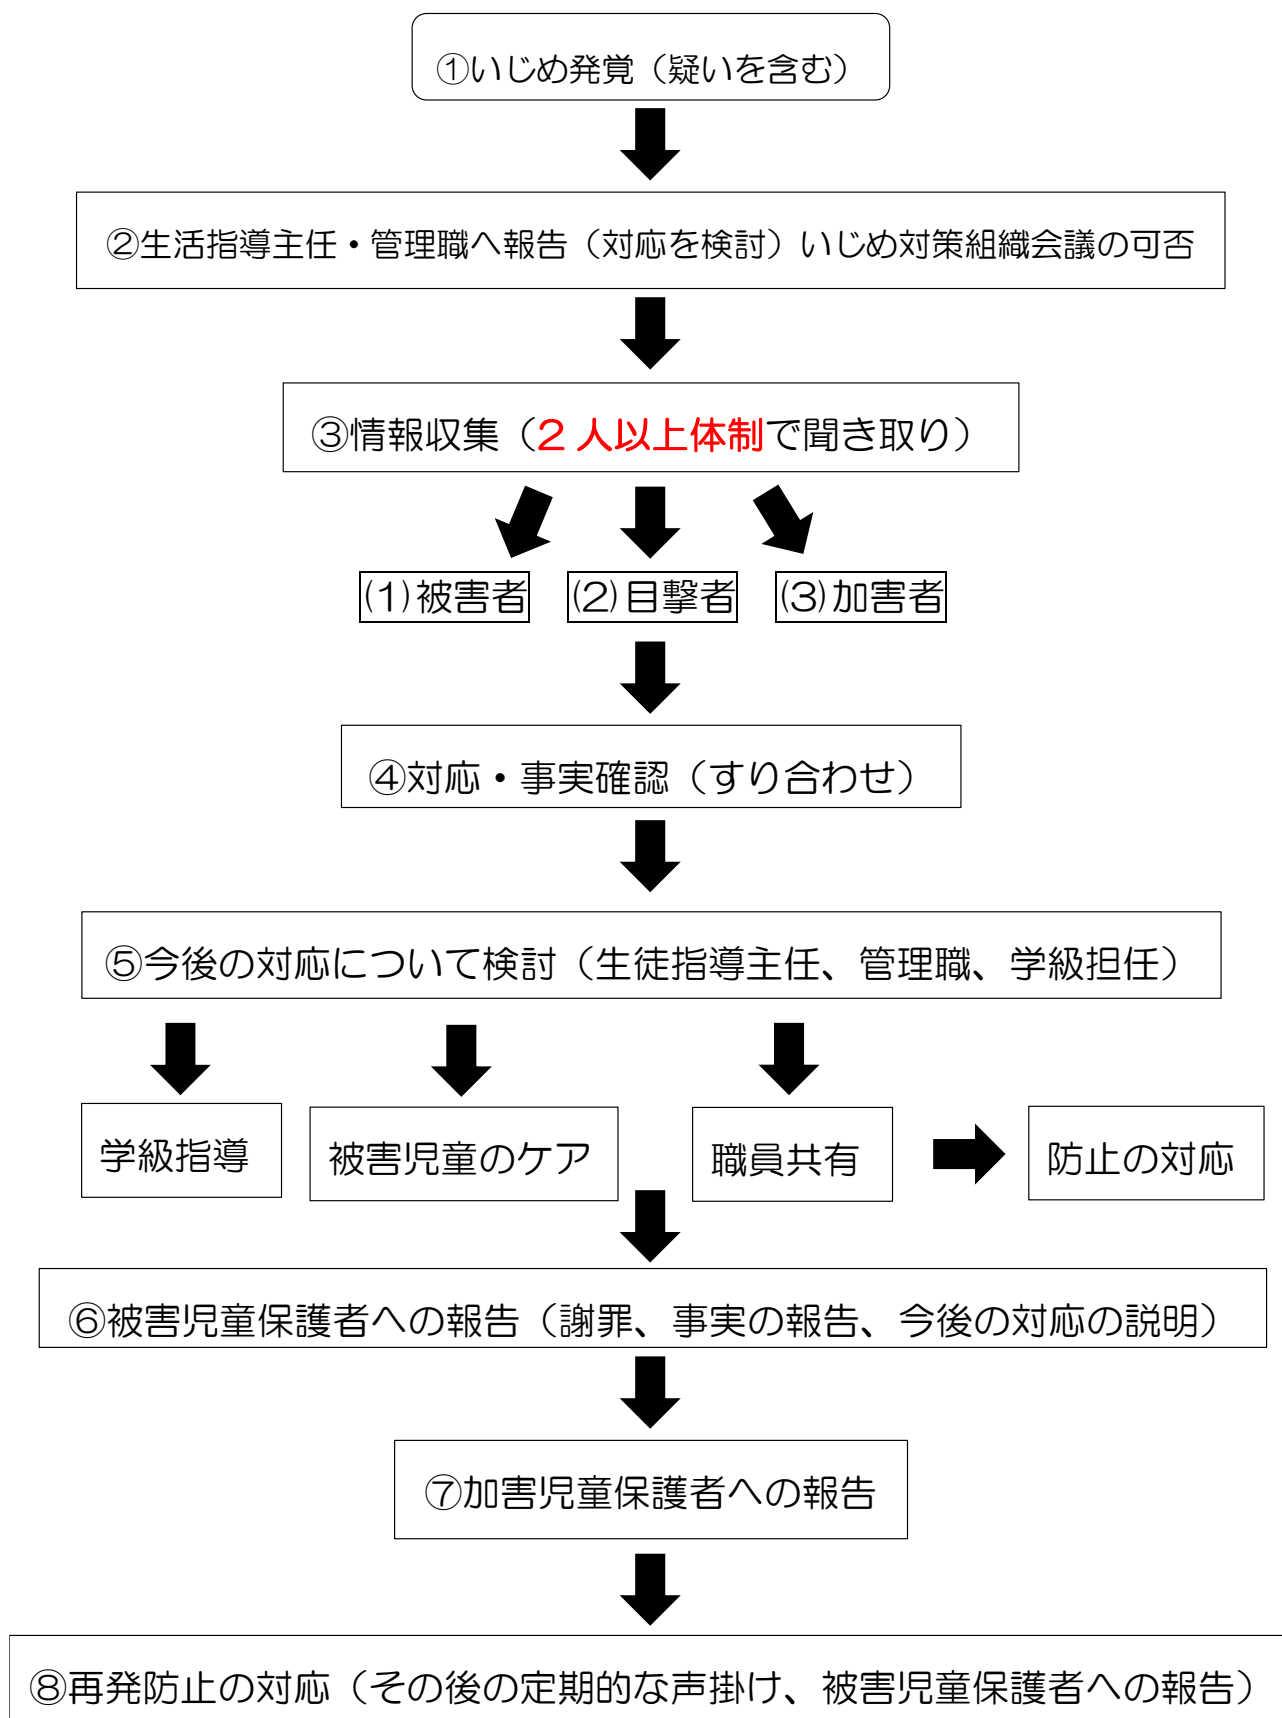 ①いじめ発覚（疑いを含む）
②生活指導主任・管理職へ報告（対応を検討）いじめ対策組織会議の可否
③情報収集（２人以上体制で聞き取り）
(1)被害者
(2)目撃者
(3)加害者
④対応・事実確認（すり合わせ）
⑤今後の対応について検討（生徒指導主任、管理職、学級担任）
学級指導
被害児童のケア
職員共有
防止の対応
⑥被害児童保護者への報告（謝罪、事実の報告、今後の対応の説明）
⑦加害児童保護者への報告
⑧再発防止の対応（その後の定期的な声掛け、被害児童保護者への報告）